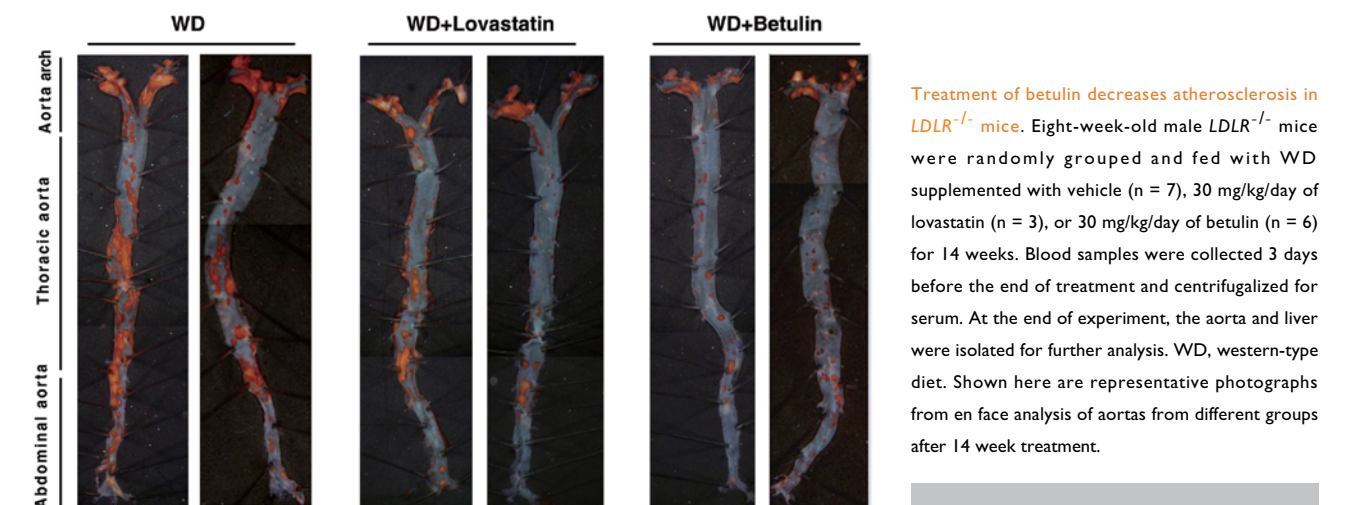 WD
WD+Lovastatin
WD+Betulin
Aorta arch
Thoracic aorta
Abdominal aorta
Treatment of betulin decreases atherosclerosis in
LDLR-/- mice. Eight-week-old male LDLR-/- mice
were randomly grouped and fed with WD
supplemented with vehicle (n = 7), 30 mg/kg/day of
lovastatin (n = 3), or 30 mg/kg/day of betulin (n = 6)
for 14 weeks. Blood samples were collected 3 days
before the end of treatment and centrifugalized for
serum. At the end of experiment, the aorta and liver
were isolated for further analysis. WD, western-type
diet. Shown here are representative photographs
from en face analysis of aortas from different groups
after 14 week treatment.